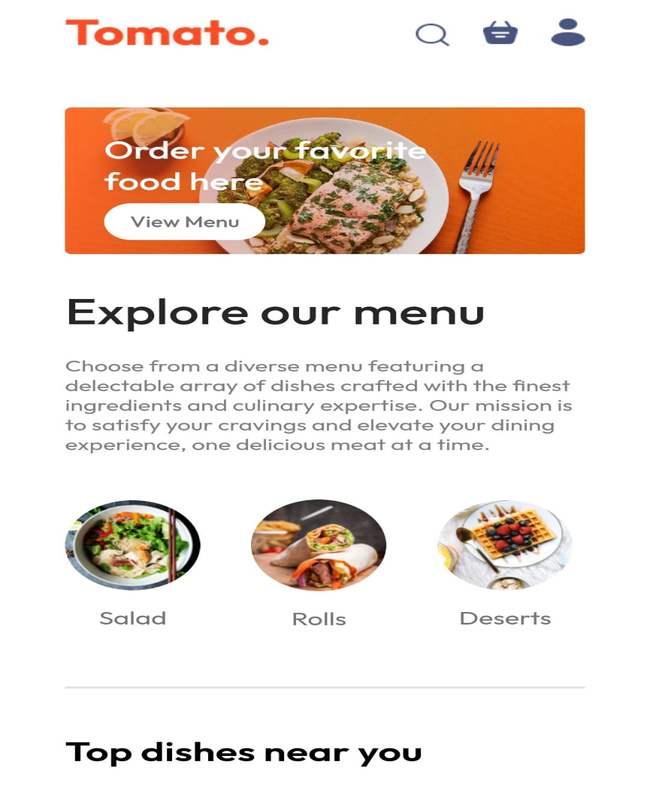 Tomato.
Order your favorite
food here
View Menu
Explore our menu
Choose from a diverse menu featuring a
delectable array of dishes crafted with the finest
ingredients and culinary expertise. Our mission is
to satisfy your cravings and elevate your dining
experience, one delicious meat at a time.
Salad
Rolls
Deserts
Top dishes near you